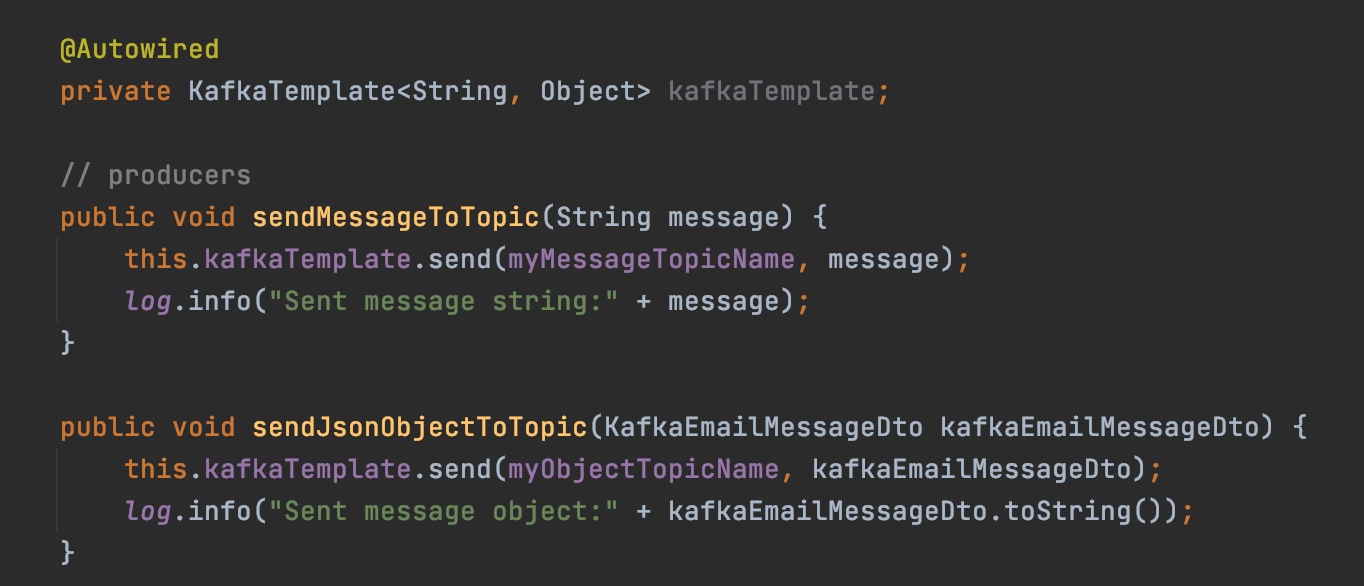 @Autowired
private KafkaTemplate<String, Object> kafkaTemplate;
// producers
public void sendMessageToTopic(String message) {
this.kafkaTemplate.send(myMessageTopicName, message);
log.info("Sent message string:" + message);
}
public void sendJsonObjectToTopic(KafkaEmailMessageDto kafkaEmailMessageDto) {
this.kafkaTemplate.send(myObjectTopicName, kafkaEmailMessageDto);
log.info("Sent message object:" + kafkaEmailMessageDto.toString());
}